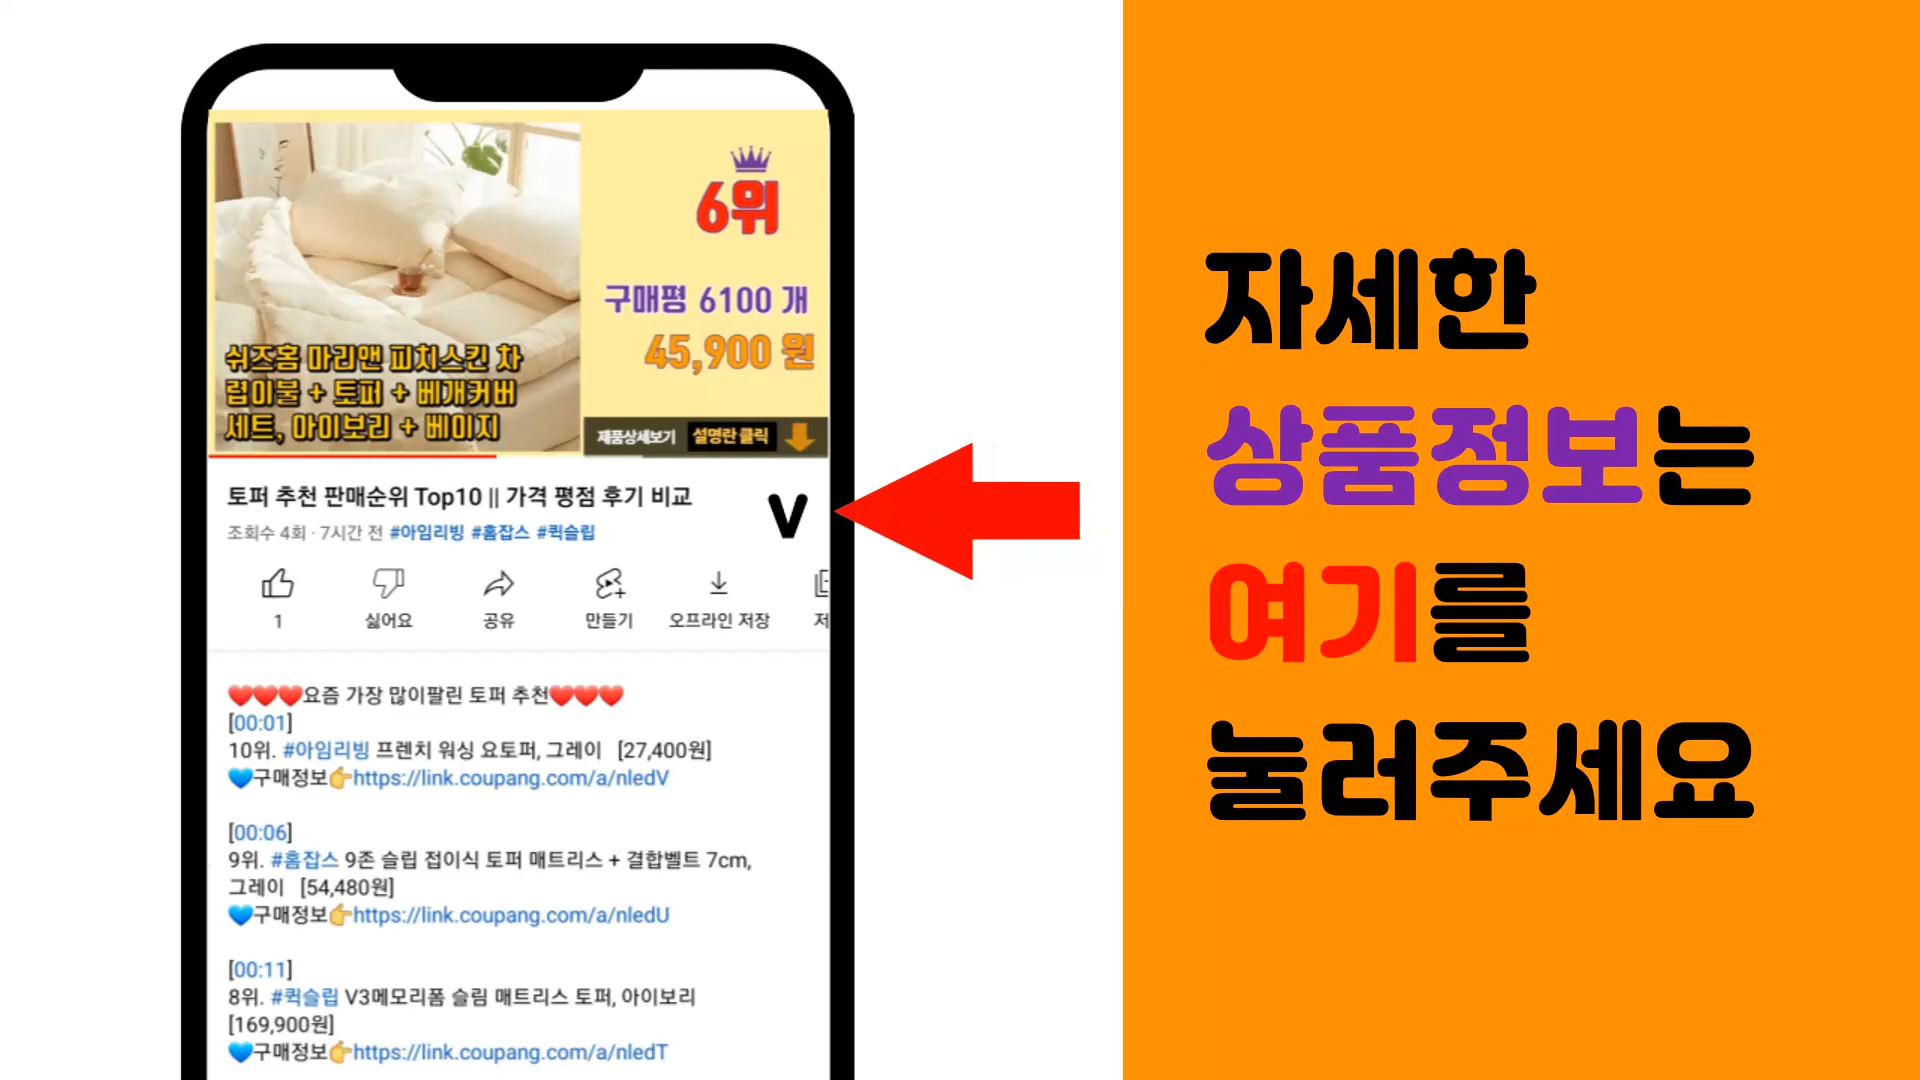 6위
구매평 6100 개
45,900 원
쉬즈홈 마리앤 피치스킨 차
렵이불 + 토퍼 + 베개커버
세트, 아이보리 + 베이지
제품상세보기 설명란 클릭
토퍼 추천 판매순위 Top10 || 가격 평점 후기 비교
V
조회수 4회 · 7시간 전 #아임리빙 #홈잡스 #퀵슬립
1 싫어요 공유 만들기 오프라인 저장 저
❤️❤️❤️요즘 가장 많이팔린 토퍼 추천❤️❤️❤️
[00:01]
10위. #아임리빙 프렌치 워싱 요토퍼, 그레이 [27,400원]
💙구매정보👉https://link.coupang.com/a/nledV
[00:06]
9위. #홈잡스 9존 슬립 접이식 토퍼 매트리스 + 결합벨트 7cm,
그레이 [54,480원]
💙구매정보👉https://link.coupang.com/a/nledU
[00:11]
8위. #퀵슬립 V3메모리폼 슬림 매트리스 토퍼, 아이보리
[169,900원]
💙구매정보👉https://link.coupang.com/a/nledT
자세한
상품정보는
여기를
눌러주세요